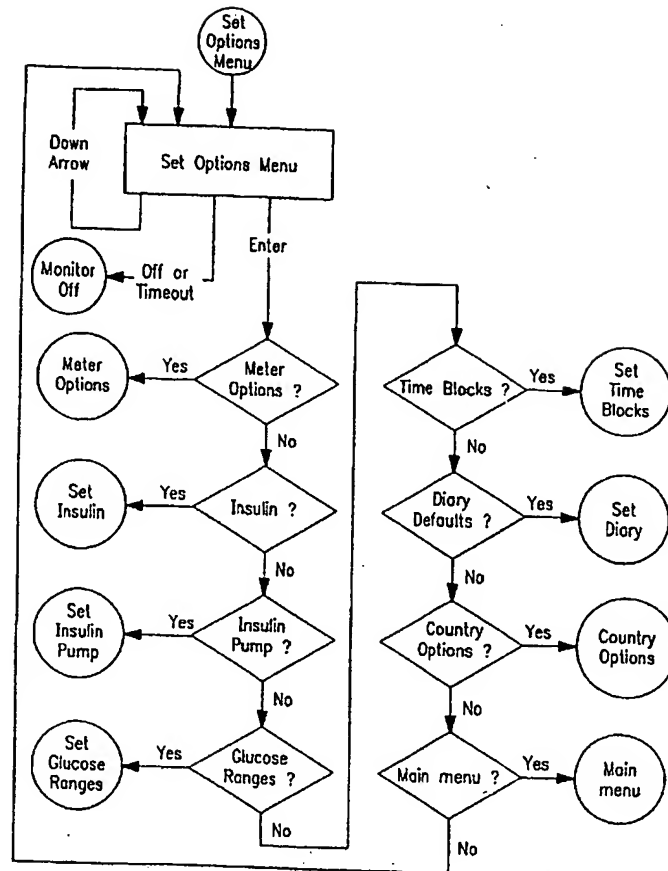 Set
Options
Menu
Down
Arrow
Set Options Menu
Enter
Monitor
Off
Off or
Timeout
Meter
Options
Yes
Meter
Options ?
No
Set
Insulin
Yes
Insulin ?
No
Set
Insulin
Pump
Yes
Insulin
Pump ?
No
Set
Glucose
Ranges
Yes
Glucose
Ranges ?
No
Time Blocks ?
Yes
Set
Time
Blocks
No
Diary
Defaults ?
Yes
Set
Diary
No
Country
Options ?
Yes
Country
Options
No
Main menu ?
Yes
Main
menu
No